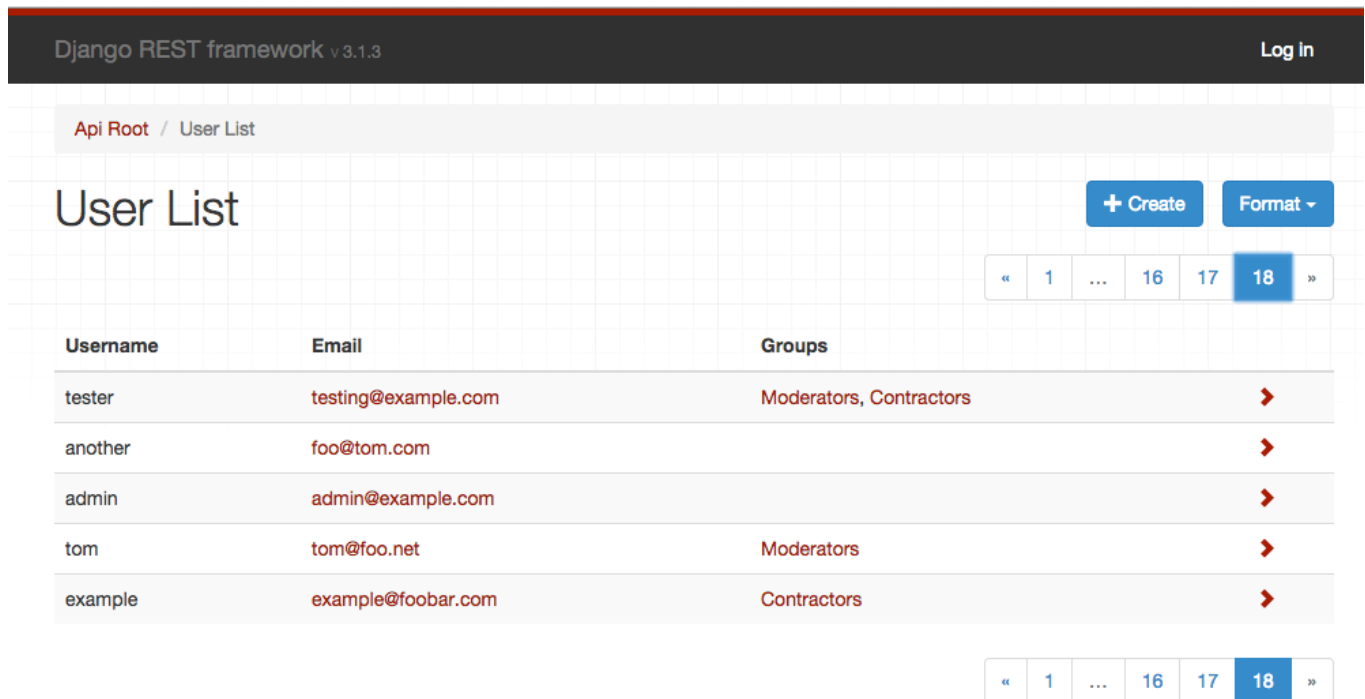 Django REST framework v 3.1.3 Log in
Api Root / User List
User List + Create Format
« 1 ... 16 17 18 »
Username Email Groups
tester testing@example.com Moderators, Contractors
another foo@tom.com
admin admin@example.com
tom tom@foo.net Moderators
example example@foobar.com Contractors
« 1 ... 16 17 18 »